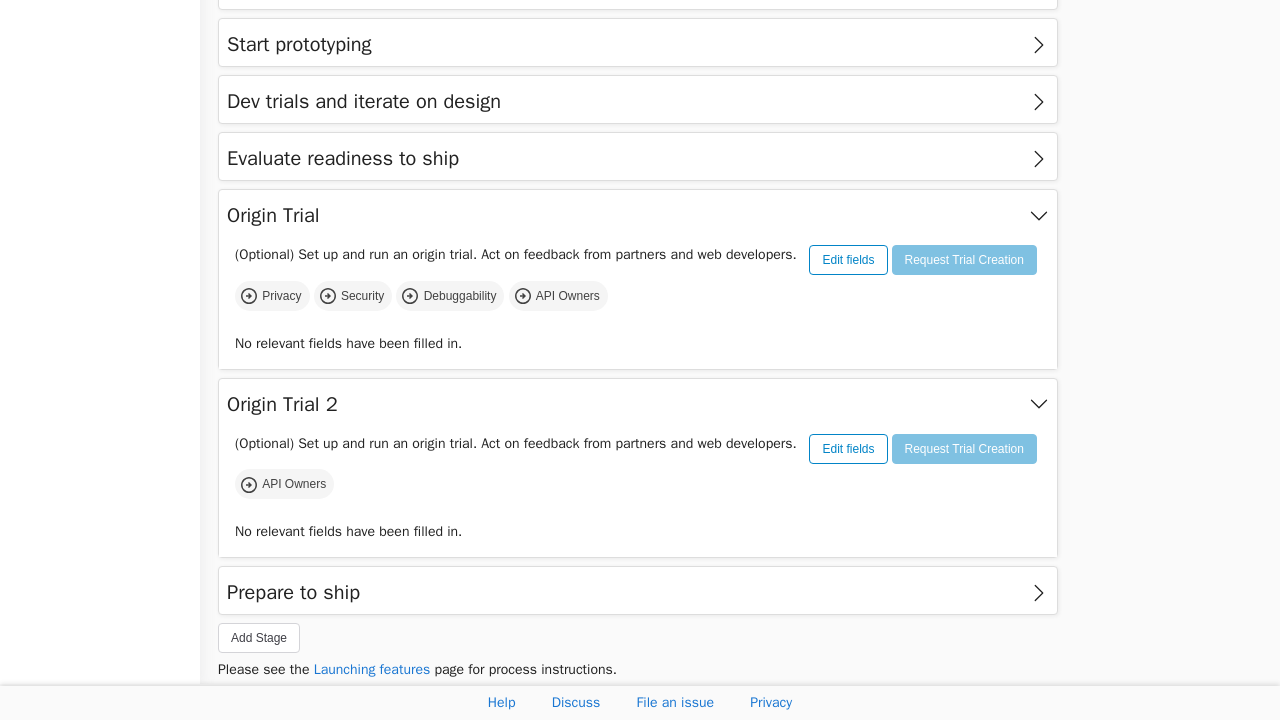 Start prototyping
Dev trials and iterate on design
Evaluate readiness to ship
Origin Trial
(Optional) Set up and run an origin trial. Act on feedback from partners and web developers. Edit fields Request Trial Creation
Privacy Security Debuggability API Owners
No relevant fields have been filled in.
Origin Trial 2
(Optional) Set up and run an origin trial. Act on feedback from partners and web developers. Edit fields Request Trial Creation
API Owners
No relevant fields have been filled in.
Prepare to ship
Add Stage
Please see the Launching features page for process instructions.
Help Discuss File an issue Privacy